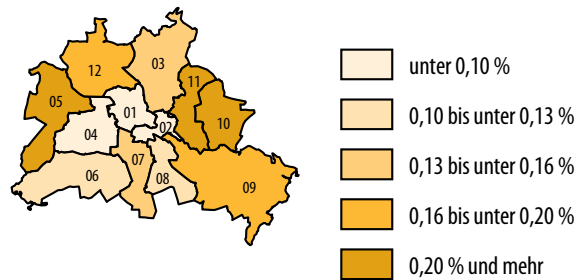 12
03
11
05
01
02
10
04
07
06
08
09
unter 0,10 %
0,10 bis unter 0,13 %
0,13 bis unter 0,16 %
0,16 bis unter 0,20 %
0,20 % und mehr